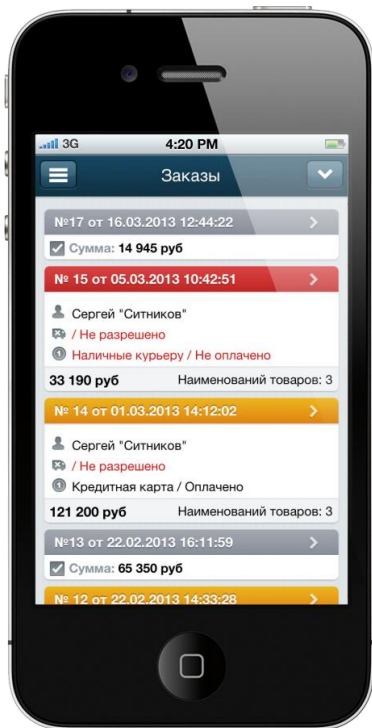 3G 4:20 PM
Заказы
№17 от 16.03.2013 12:44:22
Сумма: 14 945 руб
№ 15 от 05.03.2013 10:42:51
Сергей "Ситников"
/ Не разрешено
Наличные курьеру / Не оплачено
33 190 руб Наименований товаров: 3
№ 14 от 01.03.2013 14:12:02
Сергей "Ситников"
/ Не разрешено
Кредитная карта / Оплачено
121 200 руб Наименований товаров: 3
№13 от 22.02.2013 16:11:59
Сумма: 65 350 руб
№ 12 от 22.02.2013 14:33:28